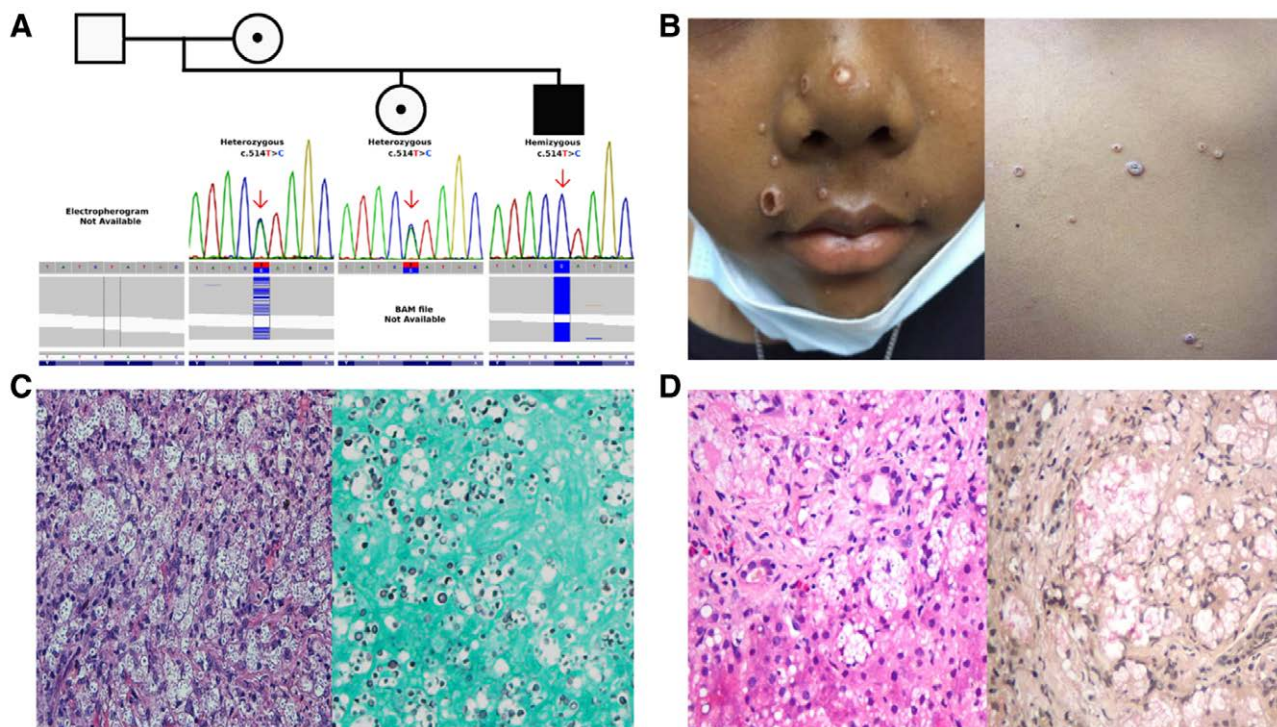 A
Heterozygous
c.514T>C
Heterozygous
c.514T>C
Hemizygous
c.514T>C
Electropherogram
Not Available
BAM file
Not Available
B
C
D